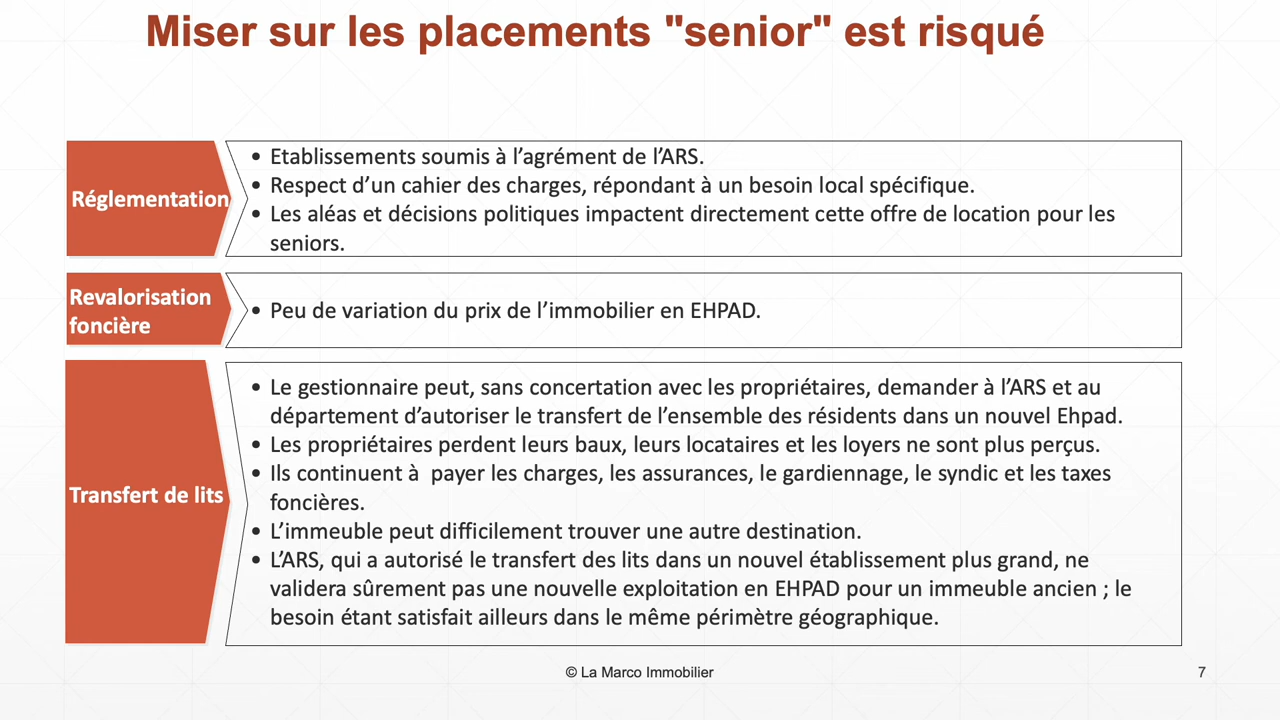 Miser sur les placements "senior" est risqué
Réglementation
• Etablissements soumis à l’agrément de l’ARS.
• Respect d’un cahier des charges, répondant à un besoin local spécifique.
• Les aléas et décisions politiques impactent directement cette offre de location pour les
seniors.
Revalorisation
foncière
• Peu de variation du prix de l’immobilier en EHPAD.
Transfert de lits
• Le gestionnaire peut, sans concertation avec les propriétaires, demander à l’ARS et au
département d’autoriser le transfert de l’ensemble des résidents dans un nouvel Ehpad.
• Les propriétaires perdent leurs baux, leurs locataires et les loyers ne sont plus perçus.
• Ils continuent à  payer les charges, les assurances, le gardiennage, le syndic et les taxes
foncières.
• L’immeuble peut difficilement trouver une autre destination.
• L’ARS, qui a autorisé le transfert des lits dans un nouvel établissement plus grand, ne
validera sûrement pas une nouvelle exploitation en EHPAD pour un immeuble ancien ; le
besoin étant satisfait ailleurs dans le même périmètre géographique.
© La Marco Immobilier
7